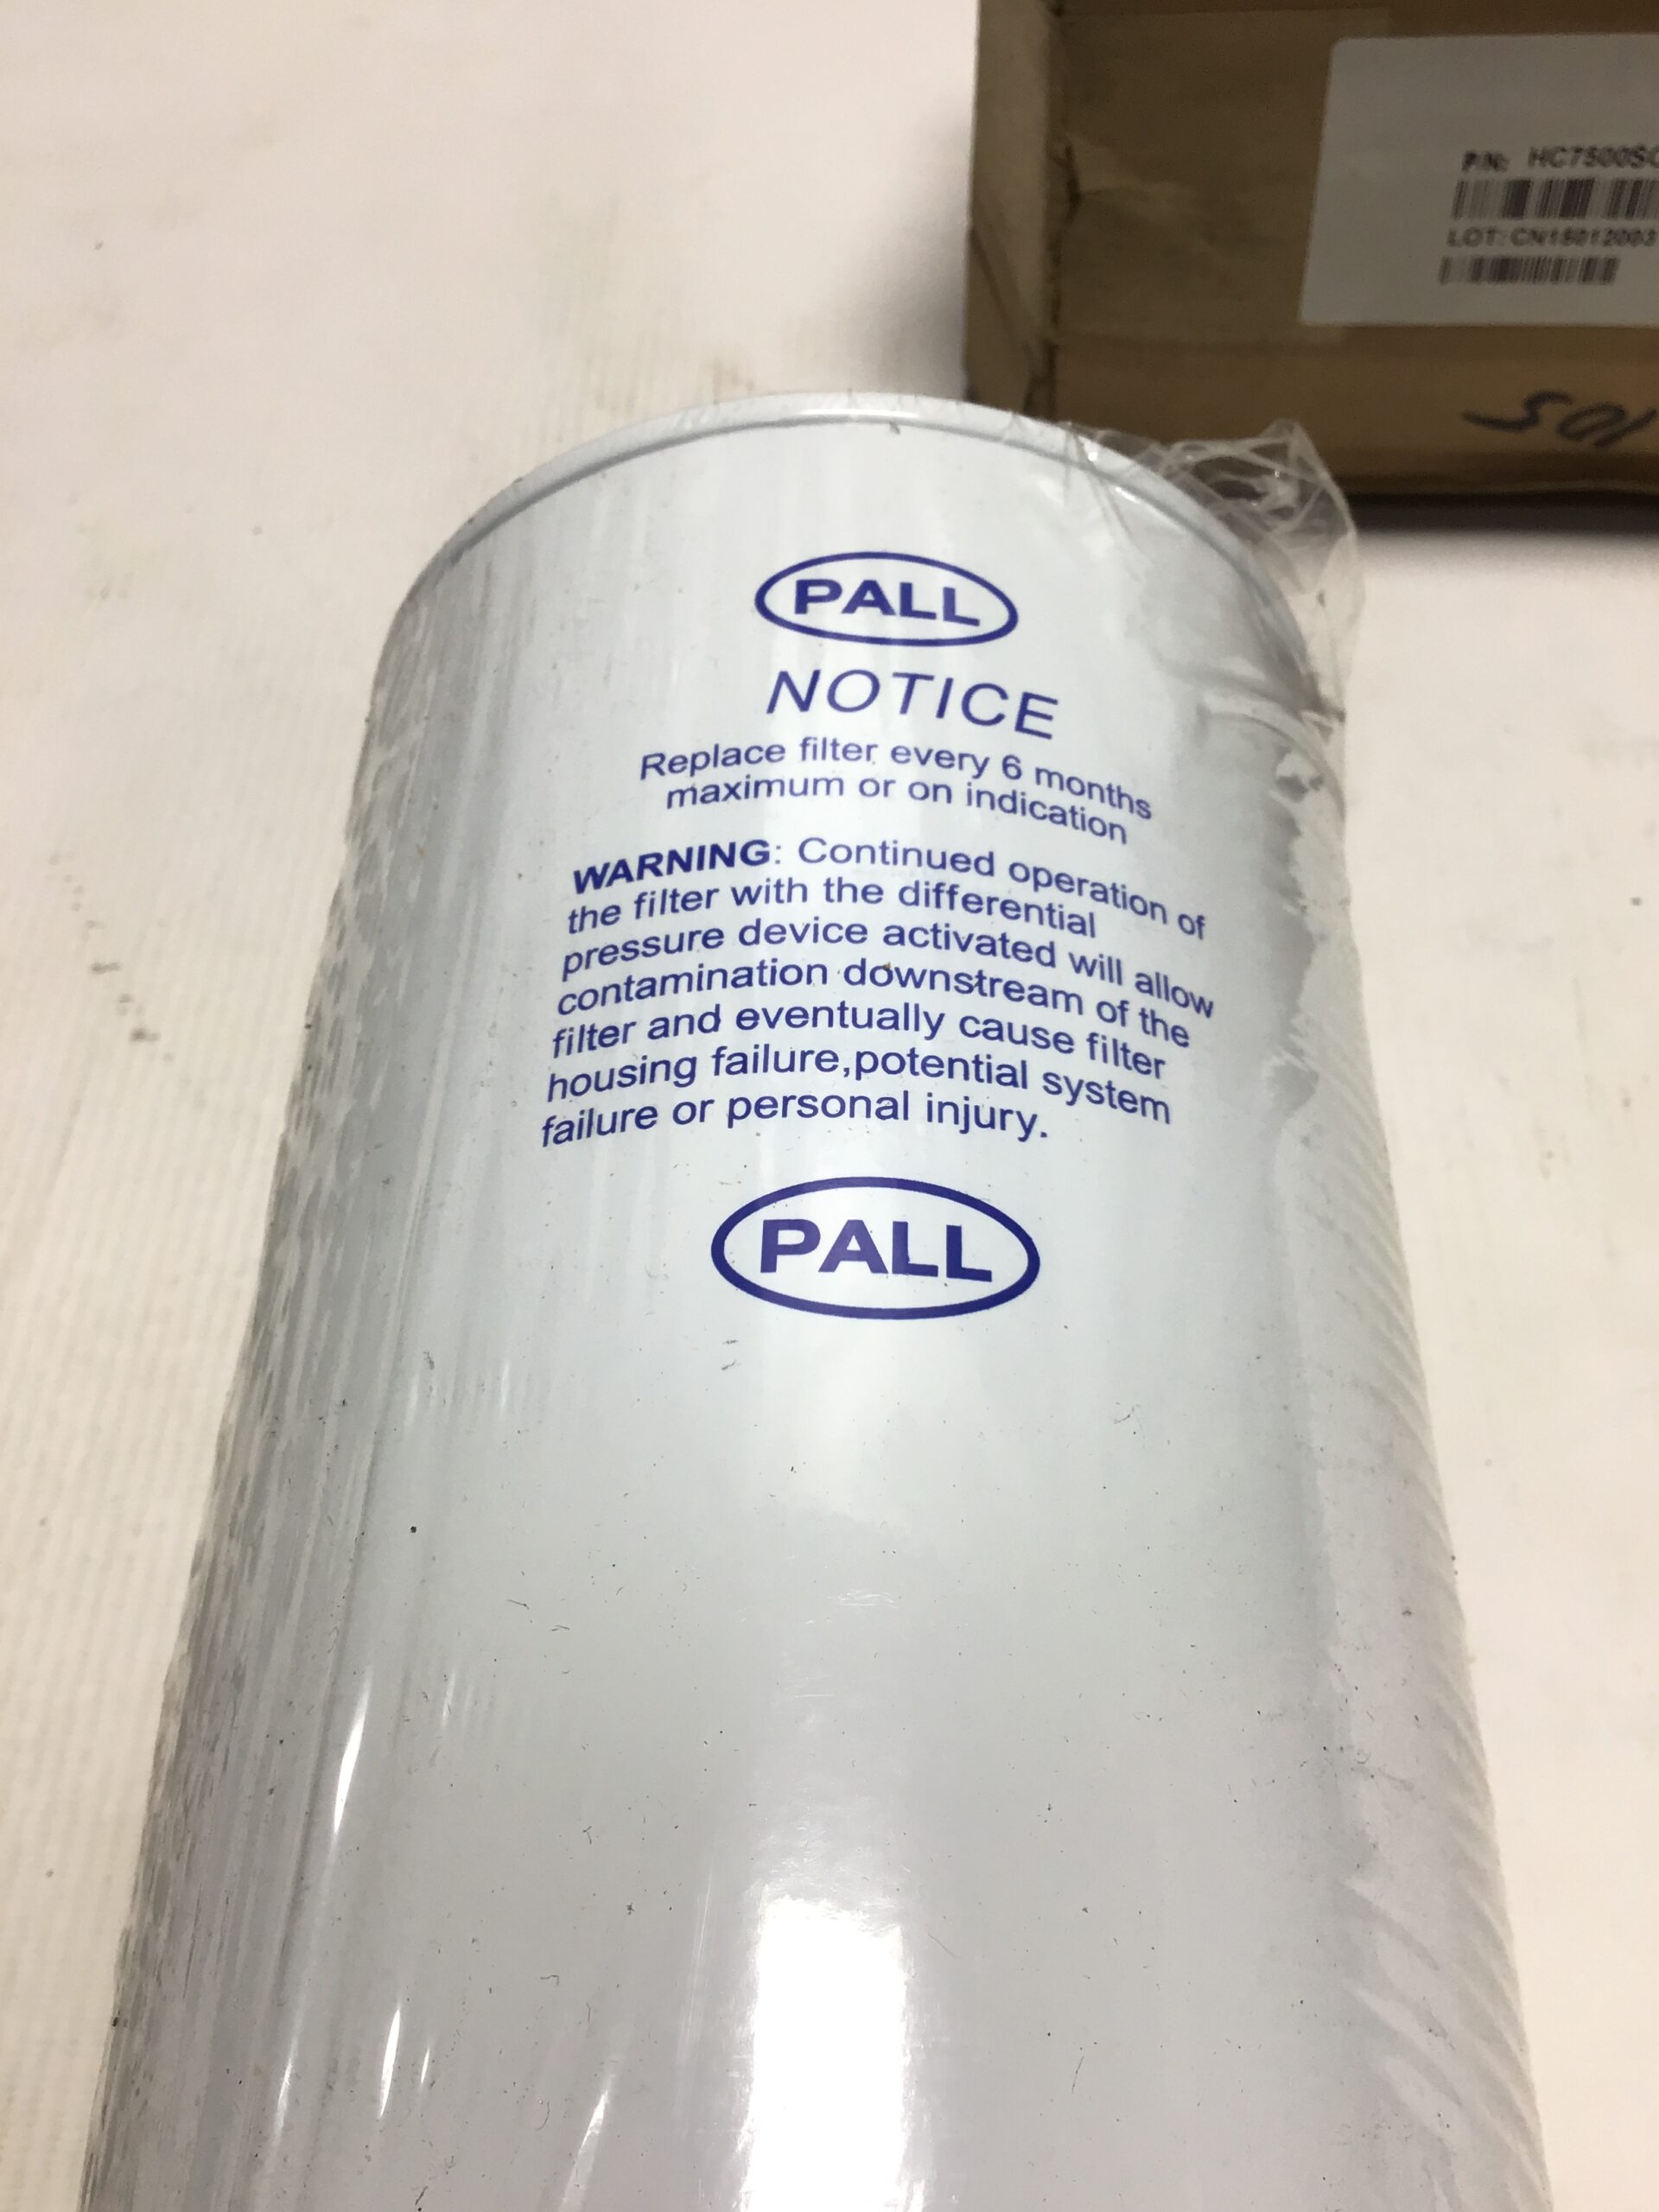 P/N: HC7500SC
LOT: CN15012003
SOI
PALL
NOTICE
Replace filter every 6 months
maximum or on indication
WARNING: Continued operation of
the filter with the differential
pressure device activated will allow
contamination downstream of the
filter and eventually cause filter
housing failure,potential system
failure or personal injury.
PALL